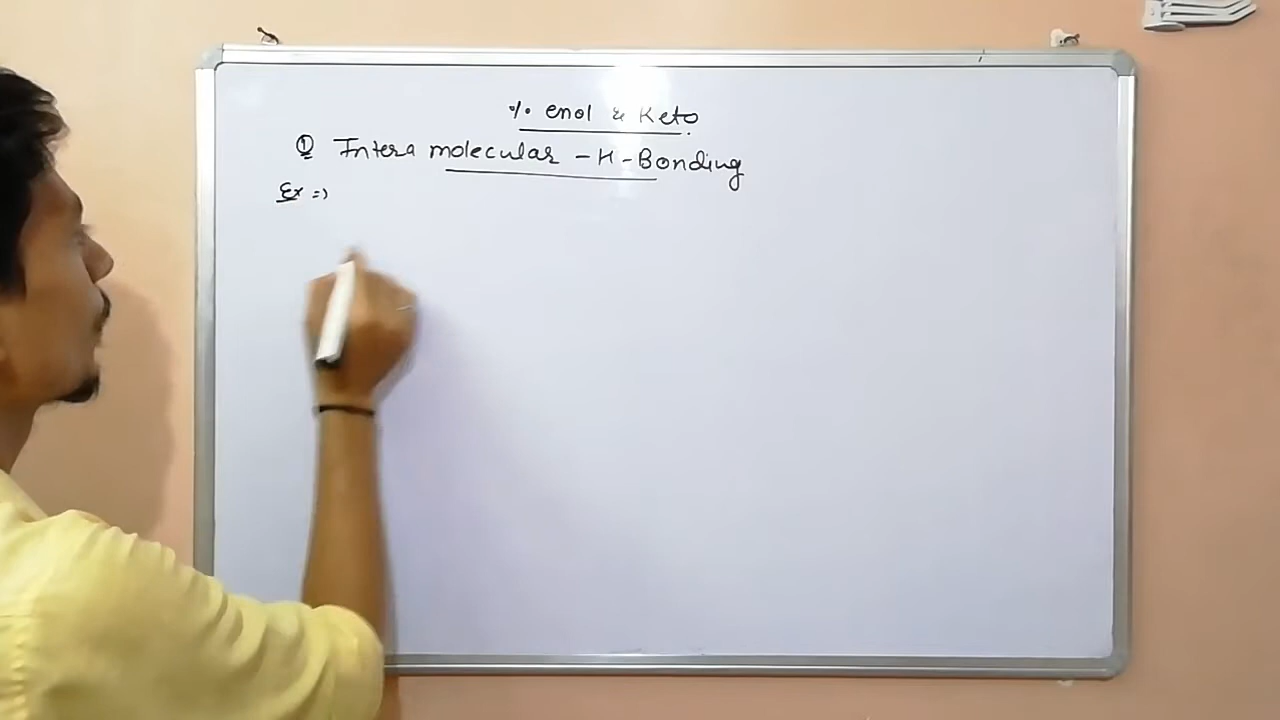 % enol & Keto
① Intera molecular - H - Bonding
Ex =>